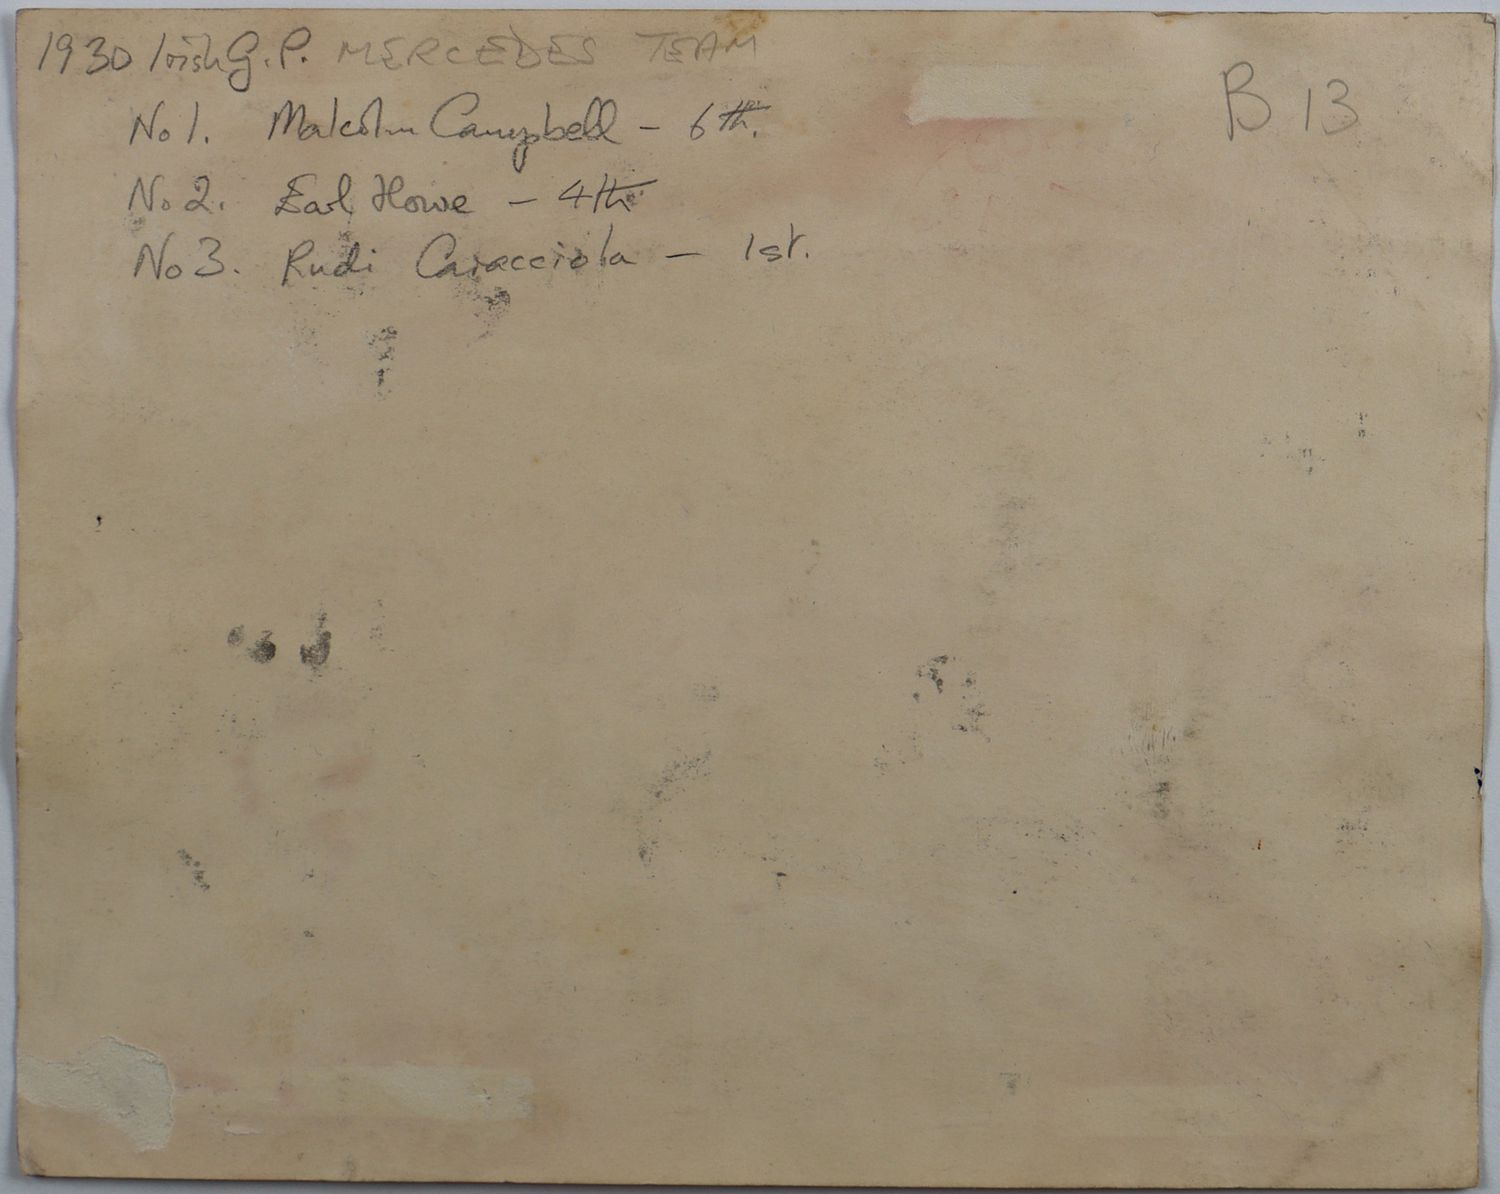 1930 Irish G.P. MERCEDES TEAM
B 13
No 1. Malcolm Campbell - 6th.
No 2. Earl Howe - 4th
No 3. Rudi Caracciola - 1st.